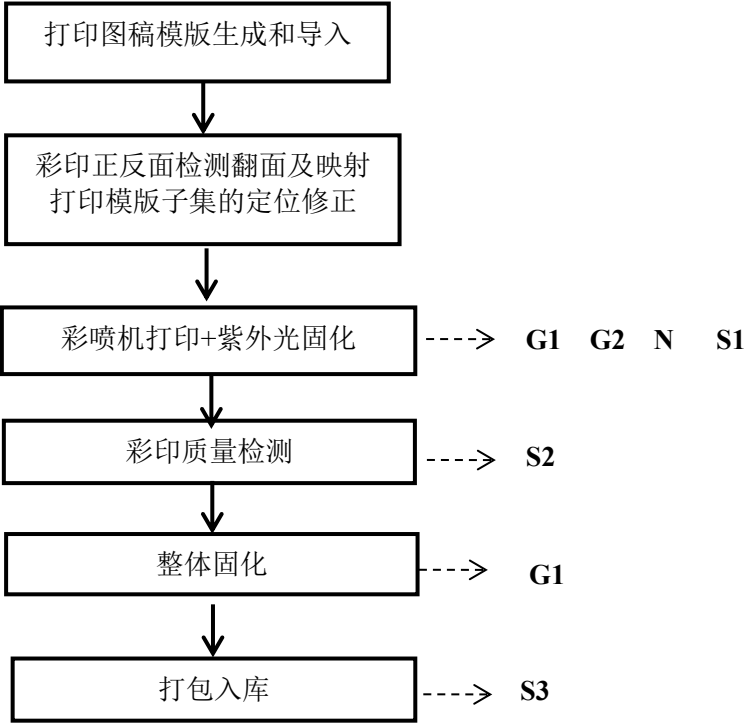 打印图稿模版生成和导入
彩印正反面检测翻面及映射
打印模版子集的定位修正
彩喷机打印+紫外光固化
G1 G2 N S1
彩印质量检测
S2
整体固化
G1
打包入库
S3